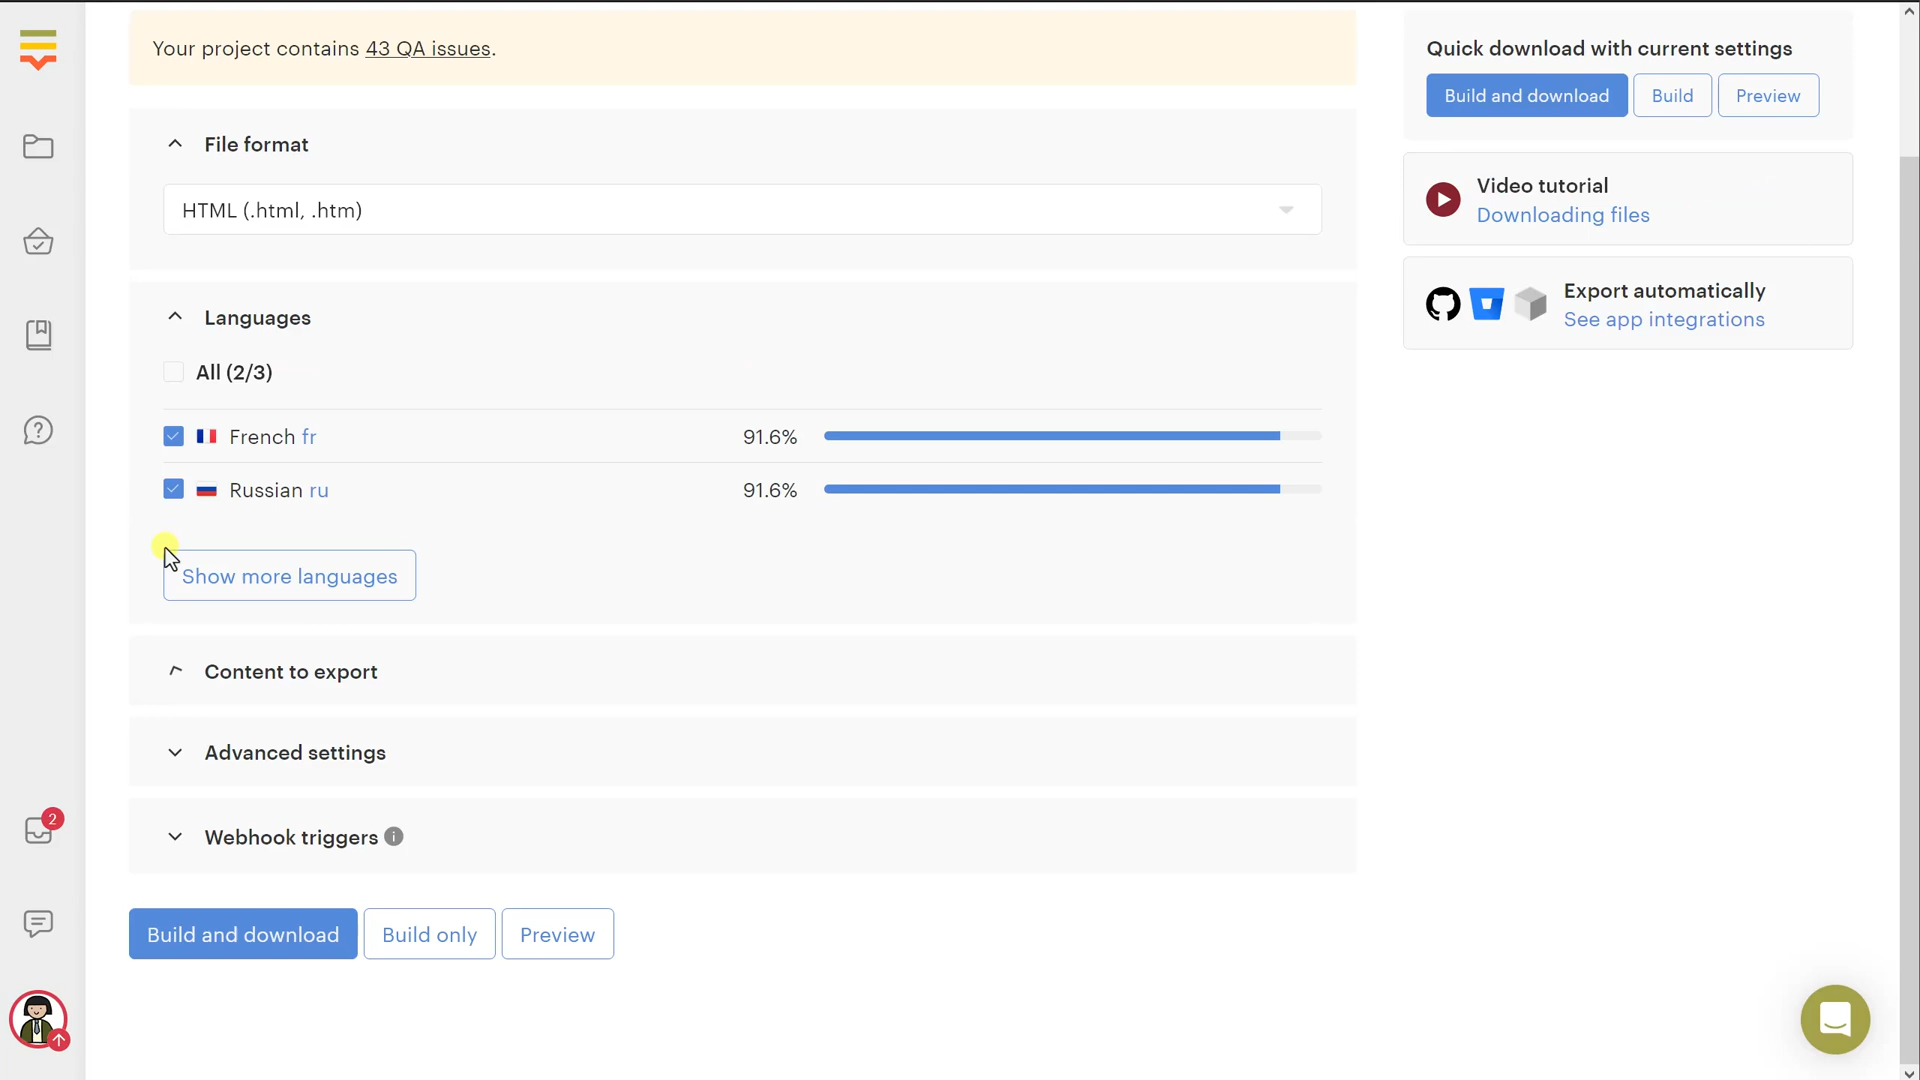 Your project contains 43 QA issues.
File format
HTML (.html, .htm)
Languages
All (2/3)
French fr 91.6%
Russian ru 91.6%
Show more languages
Content to export
Advanced settings
Webhook triggers i
Build and download Build only Preview
Quick download with current settings
Build and download Build Preview
Video tutorial
Downloading files
Export automatically
See app integrations
2